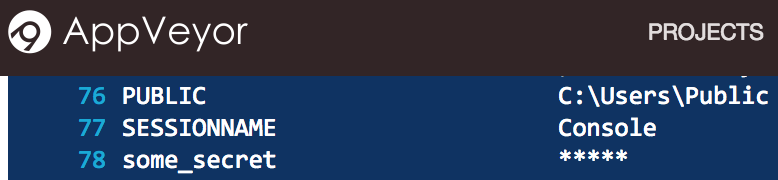 AppVeyor PROJECTS
76 PUBLIC C:\Users\Public
77 SESSIONNAME Console
78 some_secret *****